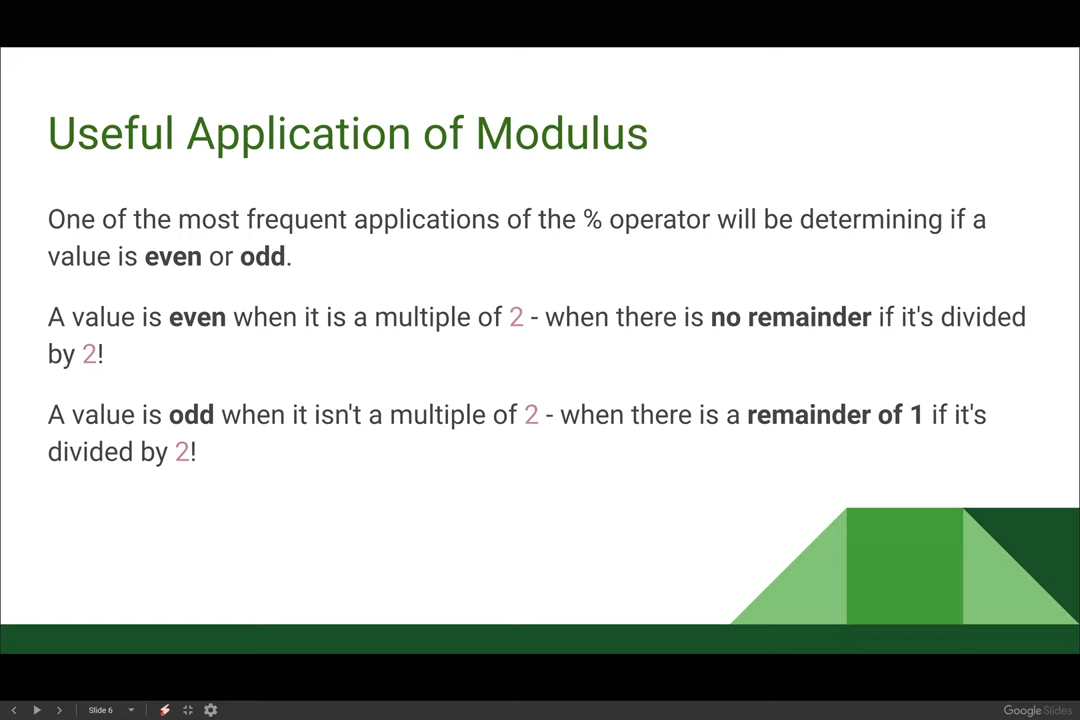 Useful Application of Modulus
One of the most frequent applications of the % operator will be determining if a
value is even or odd.
A value is even when it is a multiple of 2 - when there is no remainder if it's divided
by 2!
A value is odd when it isn't a multiple of 2 - when there is a remainder of 1 if it's
divided by 2!
Slide 6
Google Slides